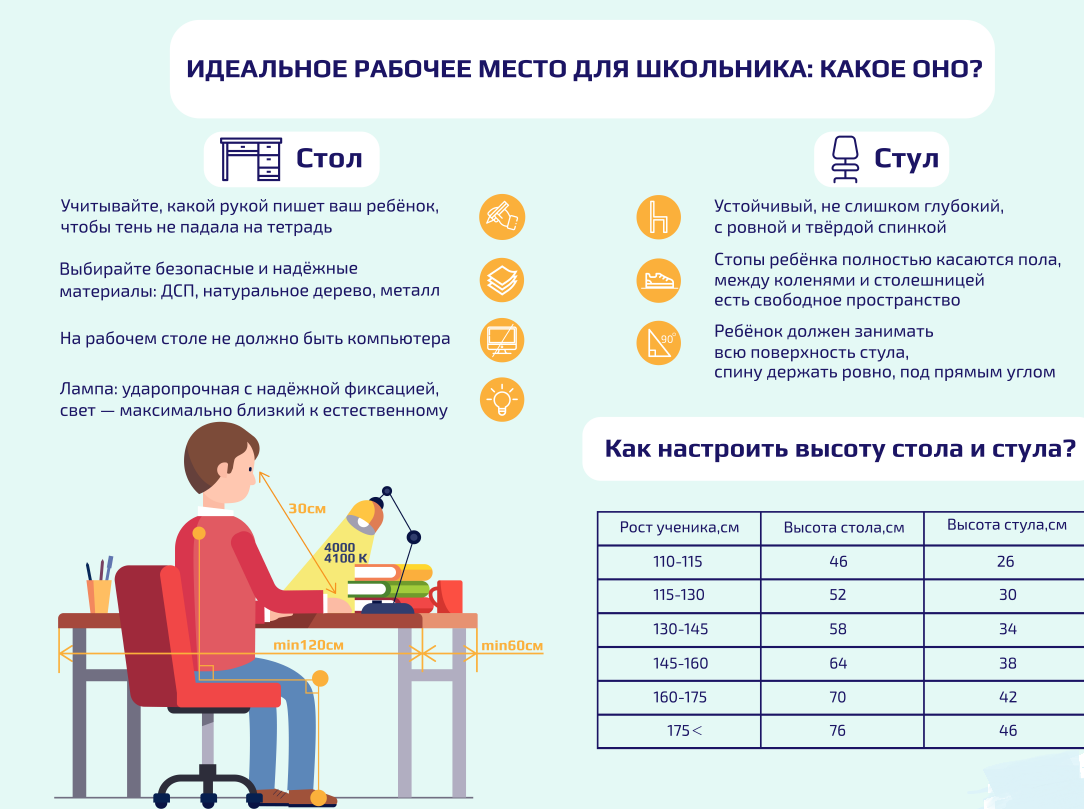 ИДЕАЛЬНОЕ РАБОЧЕЕ МЕСТО ДЛЯ ШКОЛЬНИКА: КАКОЕ ОНО?
Стол
Учитывайте, какой рукой пишет ваш ребёнок,
чтобы тень не падала на тетрадь
Выбирайте безопасные и надёжные
материалы: ДСП, натуральное дерево, металл
На рабочем столе не должно быть компьютера
Лампа: ударопрочная с надёжной фиксацией,
свет — максимально близкий к естественному
Стул
Устойчивый, не слишком глубокий,
с ровной и твёрдой спинкой
Стопы ребёнка полностью касаются пола,
между коленями и столешницей
есть свободное пространство
90°
Ребёнок должен занимать
всю поверхность стула,
спину держать ровно, под прямым углом
30см
4000
4100 К
min120см
min60см
Как настроить высоту стола и стула?
Рост ученика,см Высота стола,см Высота стула,см
110-115 46 26
115-130 52 30
130-145 58 34
145-160 64 38
160-175 70 42
175< 76 46